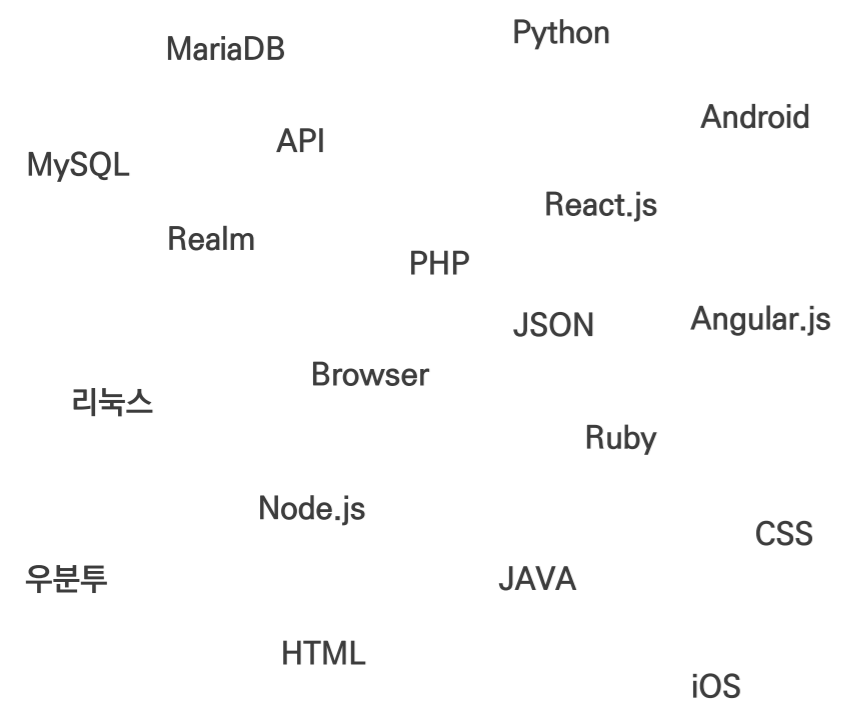 Python
MariaDB
Android
API
MySQL
React.js
Realm
PHP
Angular.js
JSON
Browser
리눅스
Ruby
Node.js
CSS
우분투
JAVA
HTML
iOS